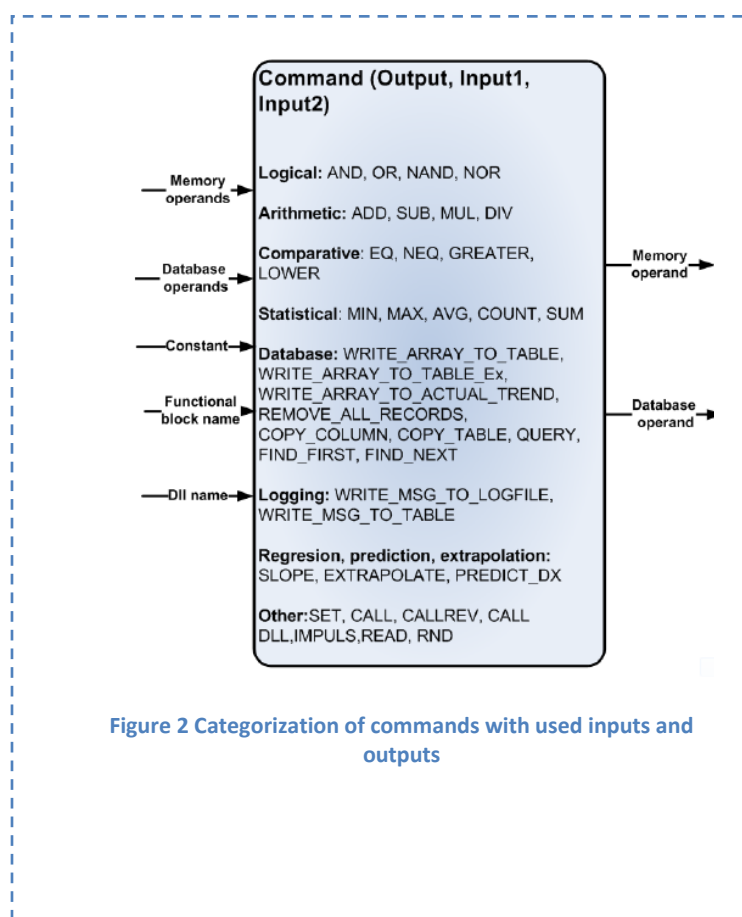 Command (Output, Input1,
Input2)
Logical: AND, OR, NAND, NOR
Arithmetic: ADD, SUB, MUL, DIV
Comparative: EQ, NEQ, GREATER,
LOWER
Statistical: MIN, MAX, AVG, COUNT, SUM
Database: WRITE_ARRAY_TO_TABLE,
WRITE_ARRAY_TO_TABLE_Ex,
WRITE_ARRAY_TO_ACTUAL_TREND,
REMOVE_ALL_RECORDS,
COPY_COLUMN, COPY_TABLE, QUERY,
FIND_FIRST, FIND_NEXT
Logging: WRITE_MSG_TO_LOGFILE,
WRITE_MSG_TO_TABLE
Regresion, prediction, extrapolation:
SLOPE, EXTRAPOLATE, PREDICT_DX
Other:SET, CALL, CALLREV, CALL
DLL,IMPULS,READ, RND
Memory
operands
Database
operands
Constant
Functional
block name
Dll name
Memory
operand
Database
operand
Figure 2 Categorization of commands with used inputs and
outputs